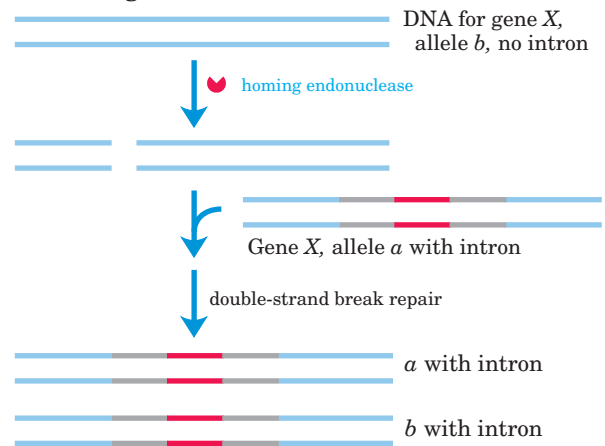 DNA for gene X,
allele b, no intron
homing endonuclease
Gene X, allele a with intron
double-strand break repair
a with intron
b with intron